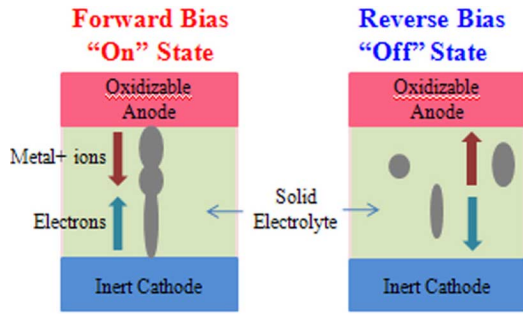 Forward Bias
“On” State
Reverse Bias
“Off” State
Oxidizable
Anode
Metal+ ions
Electrons
Inert Cathode
Solid
Electrolyte
Oxidizable
Anode
Inert Cathode